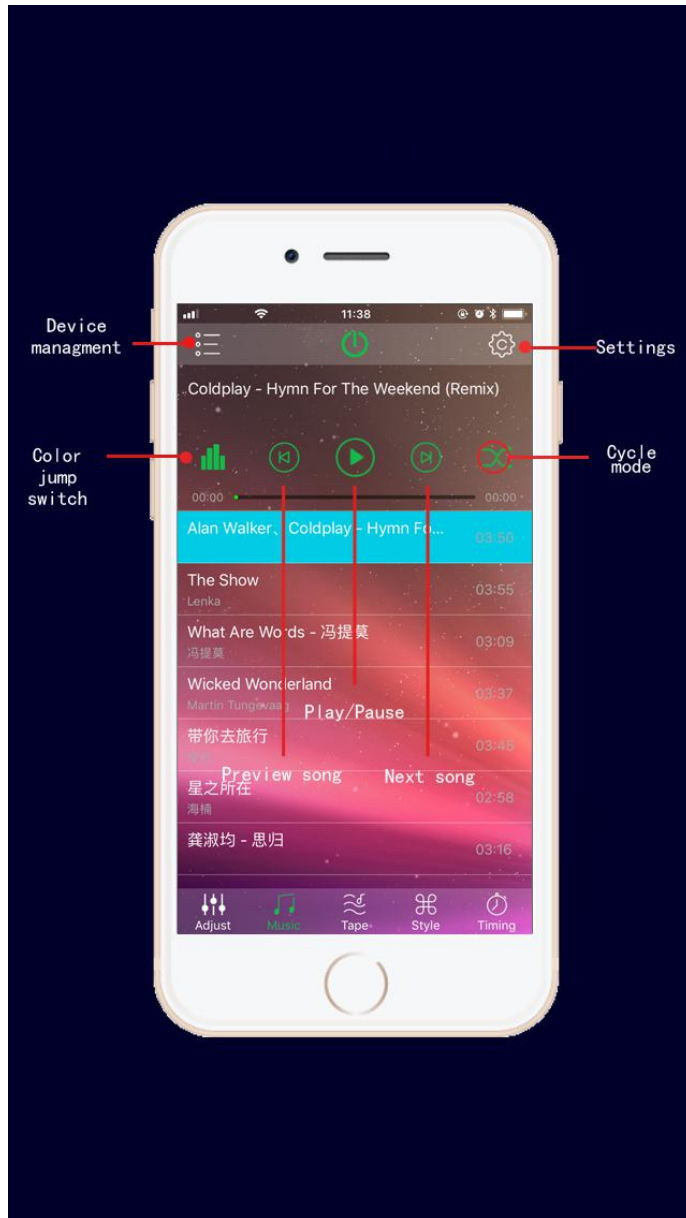 11:38
Device
managment
Settings
Coldplay - Hymn For The Weekend (Remix)
Color
jump
switch
Cycle
mode
00:00 00:00
Alan Walker、Coldplay - Hymn Fo... 03:50
The Show
Lenka 03:55
What Are Words - 冯提莫
冯提莫 03:09
Wicked Wonderland
Martin Tungevaag 03:37
Play/Pause
带你去旅行
03:45
Preview song Next song
星之所在
海楠 02:58
龚淑均 - 思归
03:16
Adjust Music Tape Style Timing